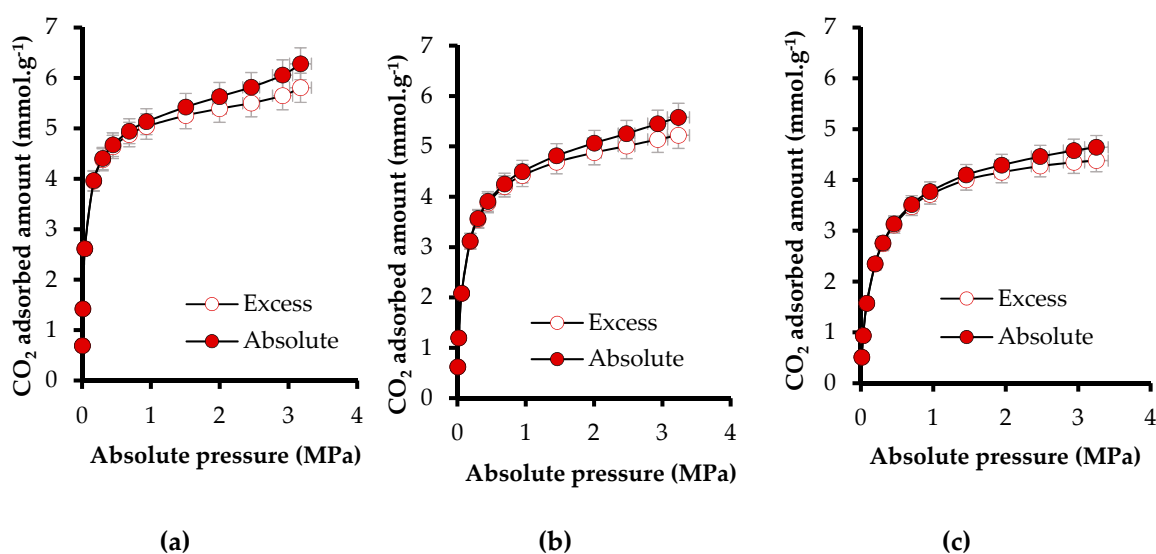 CO₂ adsorbed amount (mmol.g⁻¹)
7
6
5
4
3
2
1
0
0 1 2 3 4
Excess
Absolute
Absolute pressure (MPa)
(a)
CO₂ adsorbed amount (mmol.g⁻¹)
7
6
5
4
3
2
1
0
0 1 2 3 4
Excess
Absolute
Absolute pressure (MPa)
(b)
CO₂ adsorbed amount (mmol.g⁻¹)
7
6
5
4
3
2
1
0
0 1 2 3 4
Excess
Absolute
Absolute pressure (MPa)
(c)